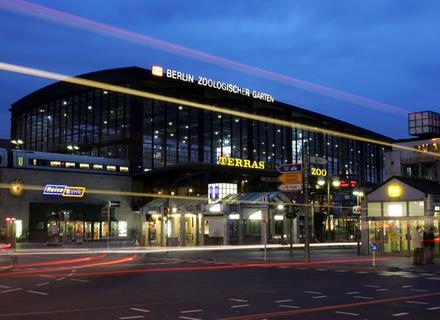 BERLIN ZOOLOGISCHER GARTEN
TERRAS ZOO
ReiseBank